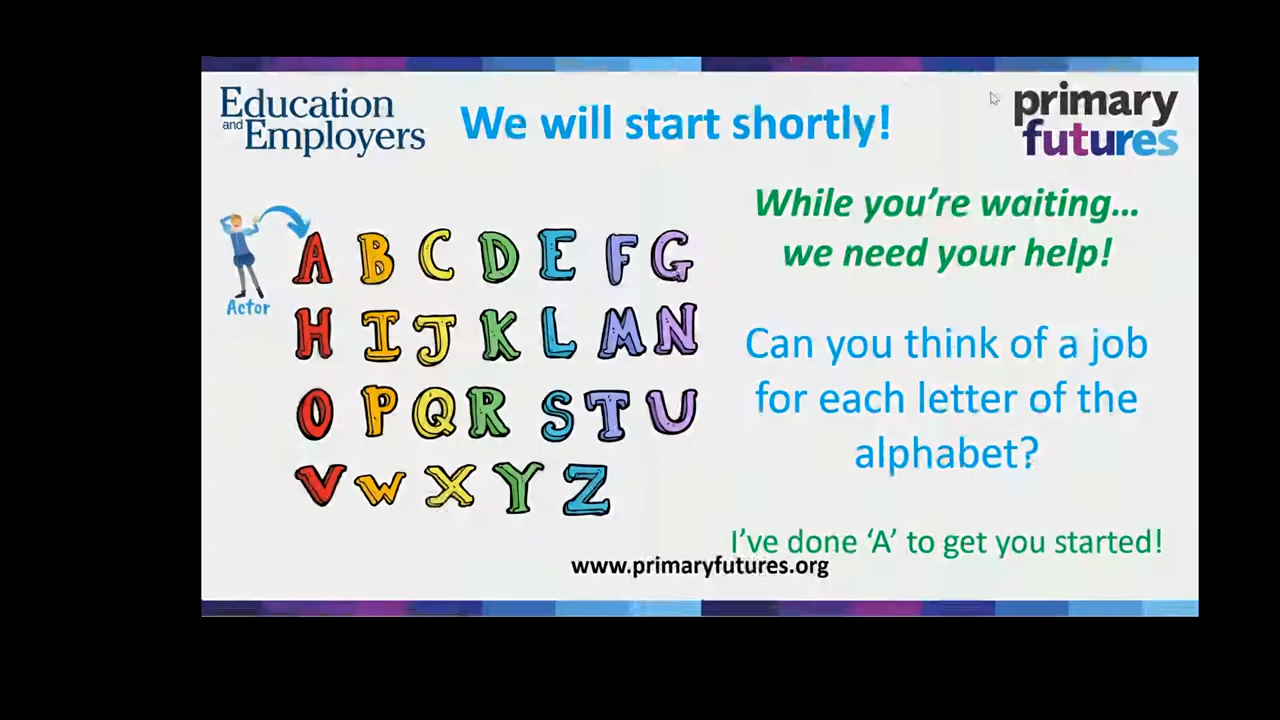 Education
and Employers
We will start shortly!
primary
futures
While you’re waiting...
we need your help!
Actor
A B C D E F G
H I J K L M N
O P Q R S T U
V W X Y Z
Can you think of a job
for each letter of the
alphabet?
I’ve done ‘A’ to get you started!
www.primaryfutures.org